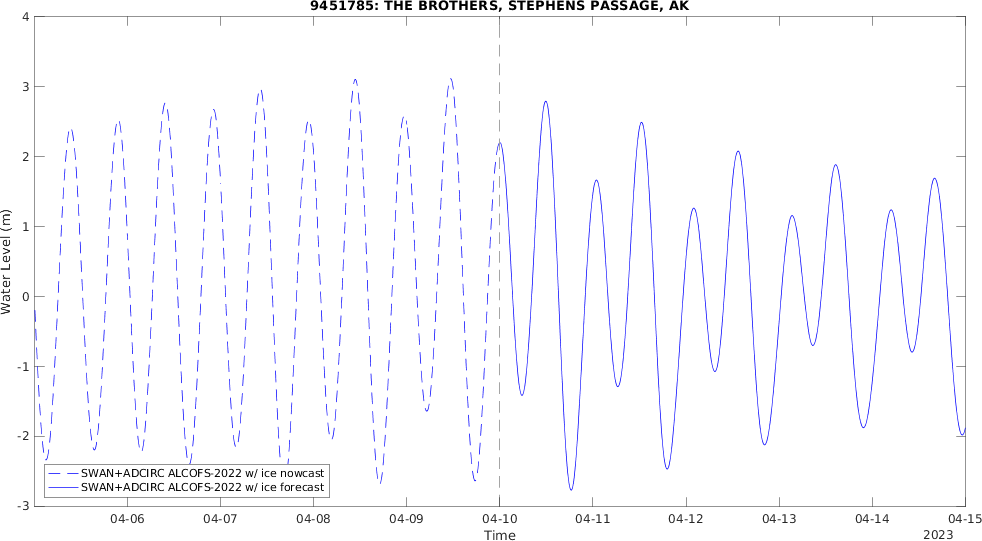 9451785: THE BROTHERS, STEPHENS PASSAGE, AK
4
3
2
1
0
-1
-2
-3
Water Level (m)
SWAN+ADCIRC ALCOFS-2022 w/ ice nowcast
SWAN+ADCIRC ALCOFS-2022 w/ ice forecast
04-06 04-07 04-08 04-09 04-10 04-11 04-12 04-13 04-14 04-15
Time
2023